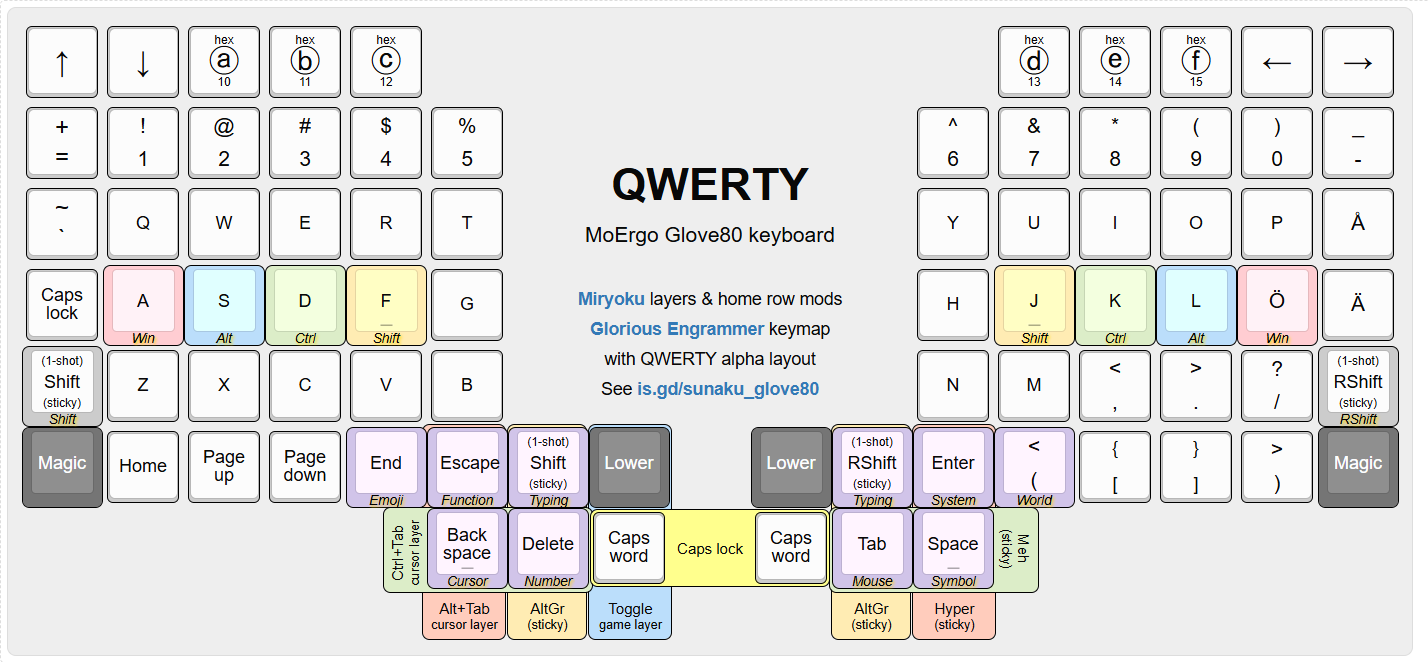 ↑ ↓ hex ⓐ 10 hex ⓑ 11 hex ⓒ 12 hex ⓓ 13 hex ⓔ 14 hex ⓕ 15 ← →
+ = ! 1 @ 2 # 3 $ 4 % 5 ^ 6 & 7 * 8 ( 9 ) 0 _ -
QWERTY
MoErgo Glove80 keyboard
~ ` Q W E R T Y U I O P Å
Miryoku layers & home row mods
Glorious Engrammer keymap
with QWERTY alpha layout
See is.gd/sunaku_glove80
Caps lock A Win S Alt D Ctrl F _ Shift G H J _ Shift K Ctrl L Alt Ö Win Ä
(1-shot) Shift (sticky) Shift Z X C V B N M < , > . ? / (1-shot) RShift (sticky) RShift
Magic Home Page up Page down End Emoji Escape Function (1-shot) Shift (sticky) Typing Lower Lower (1-shot) RShift (sticky) Typing Enter System < ( World { [ } ] > ) Magic
Ctrl+Tab cursor layer Back space _ Cursor Delete Number Caps word Caps lock Caps word Tab Mouse Space _ Symbol Meh (sticky)
Alt+Tab cursor layer AltGr (sticky) Toggle game layer AltGr (sticky) Hyper (sticky)